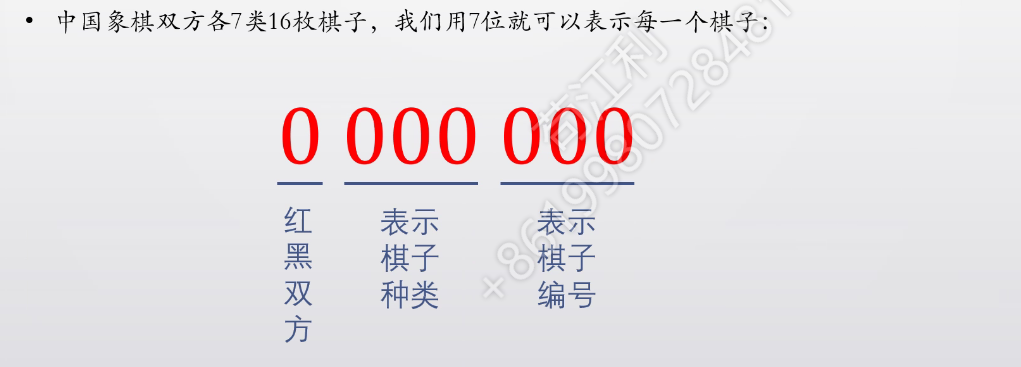 • 中国象棋双方各7类16枚棋子，我们用7位就可以表示每一个棋子：
0 000 000
红黑双方
表示棋子种类
表示棋子编号